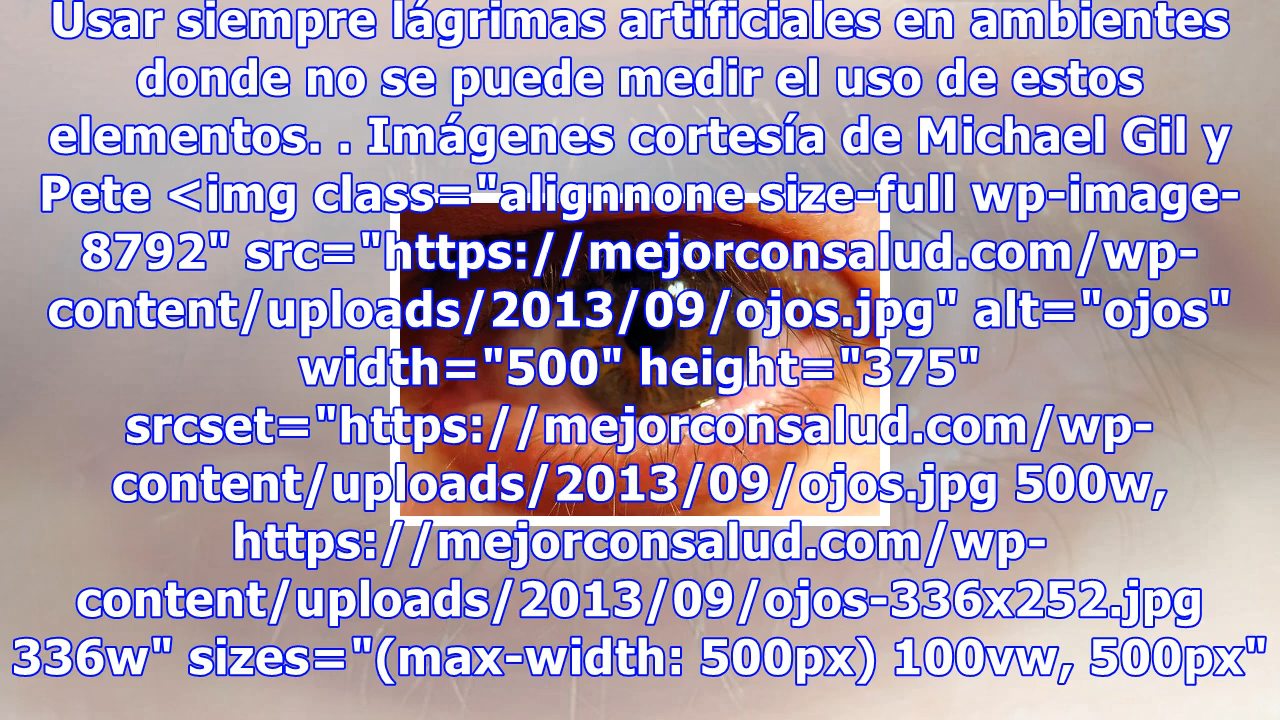 Usar siempre lágrimas artificiales en ambientes
donde no se puede medir el uso de estos
elementos. . Imágenes cortesía de Michael Gil y
Pete <img class="alignnone size-full wp-image-
8792" src="https://mejorconsalud.com/wp-
content/uploads/2013/09/ojos.jpg" alt="ojos"
width="500" height="375"
srcset="https://mejorconsalud.com/wp-
content/uploads/2013/09/ojos.jpg 500w,
https://mejorconsalud.com/wp-
content/uploads/2013/09/ojos-336x252.jpg
336w" sizes="(max-width: 500px) 100vw, 500px"